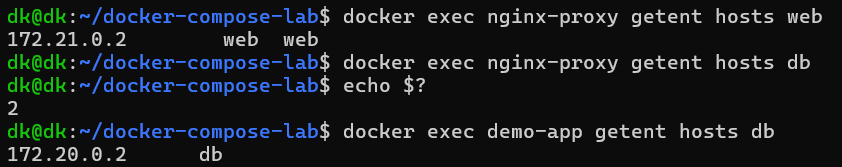 dk@dk:~/docker-compose-lab$ docker exec nginx-proxy getent hosts web
172.21.0.2        web  web
dk@dk:~/docker-compose-lab$ docker exec nginx-proxy getent hosts db
dk@dk:~/docker-compose-lab$ echo $?
2
dk@dk:~/docker-compose-lab$ docker exec demo-app getent hosts db
172.20.0.2      db